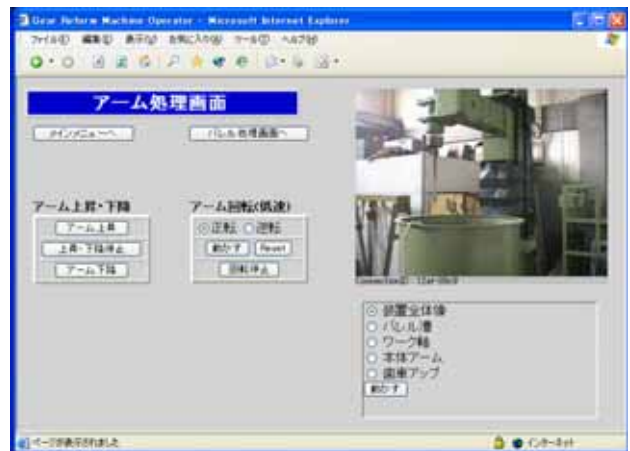 Gear Reform Machine Operator - Microsoft Internet Explorer
ファイル(F) 編集(E) 表示(V) お気に入り(A) ツール(T) ヘルプ(H)
アーム処理画面
メインメニューへ バレル処理画面へ
アーム上昇・下降 アーム回転(低速)
アーム上昇 正転 逆転
上昇・下降停止 動かす Reset
アーム下降 回転停止
装置全体像
バレル漕
ワーク軸
本体アーム
歯車アップ
動かす
ページが表示されました インターネット